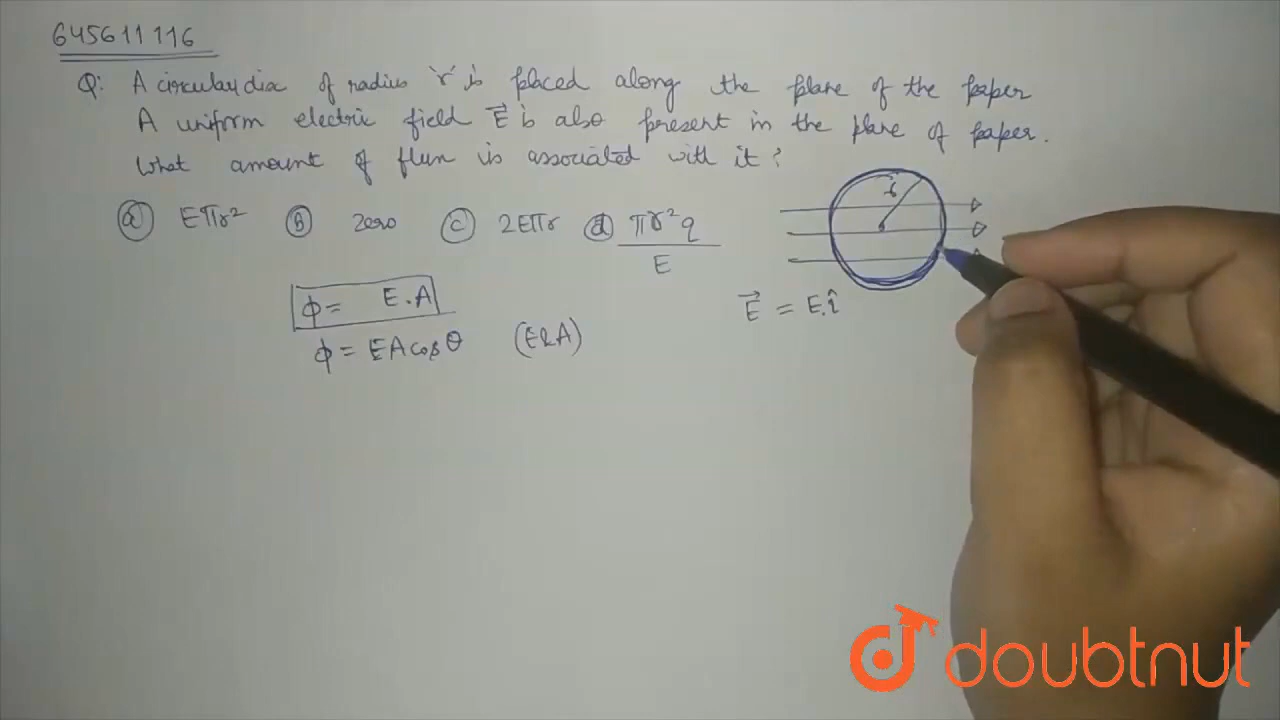 645611116
Q: A circular disc of radius 'r' is placed along the plane of the paper
A uniform electric field E⃗ is also present in the plane of paper.
What amount of flux is associated with it?
(a) Eπr² (B) Zero (c) 2Eπr (d) πr²q/E
r
ϕ = E.A
E⃗ = E.î
ϕ = EA cosθ (E&A)
doubtnut